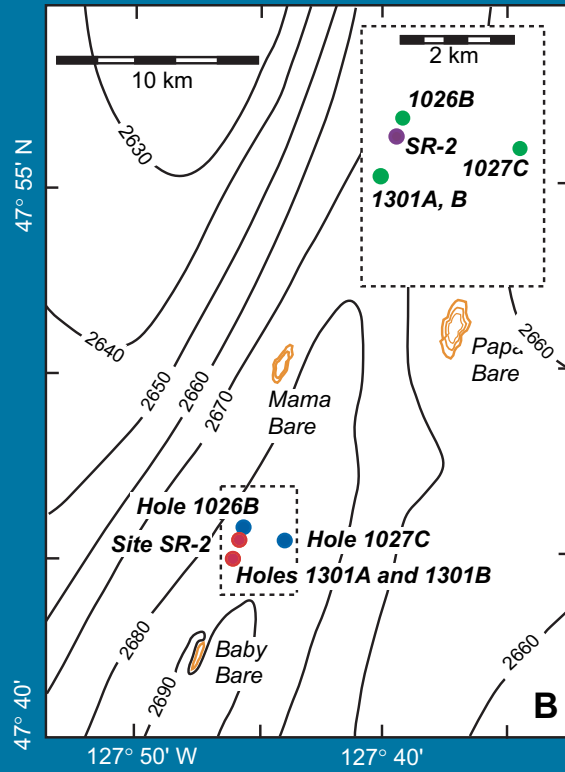 10 km
2 km
1026B
SR-2
1027C
1301A, B
2630
47° 55' N
2640
2650
2660
2670
2660
Papa
Bare
Mama
Bare
Hole 1026B
Site SR-2
Hole 1027C
Holes 1301A and 1301B
2680
2690
Baby
Bare
2660
B
47° 40'
127° 50' W
127° 40'